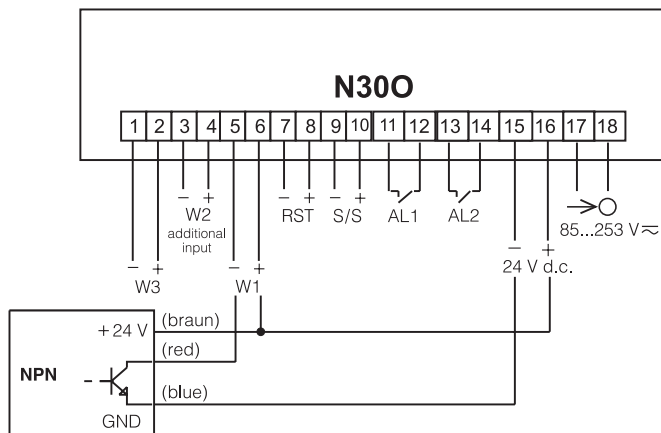 N30O
1 2 3 4 5 6 7 8 9 10 11 12 13 14 15 16 17 18
− + − + − +
W2 RST S/S AL1 AL2
additional
input
85...253 V
− + − + − +
24 V d.c.
W3 W1
+24 V (braun)
(red)
NPN
(blue)
GND